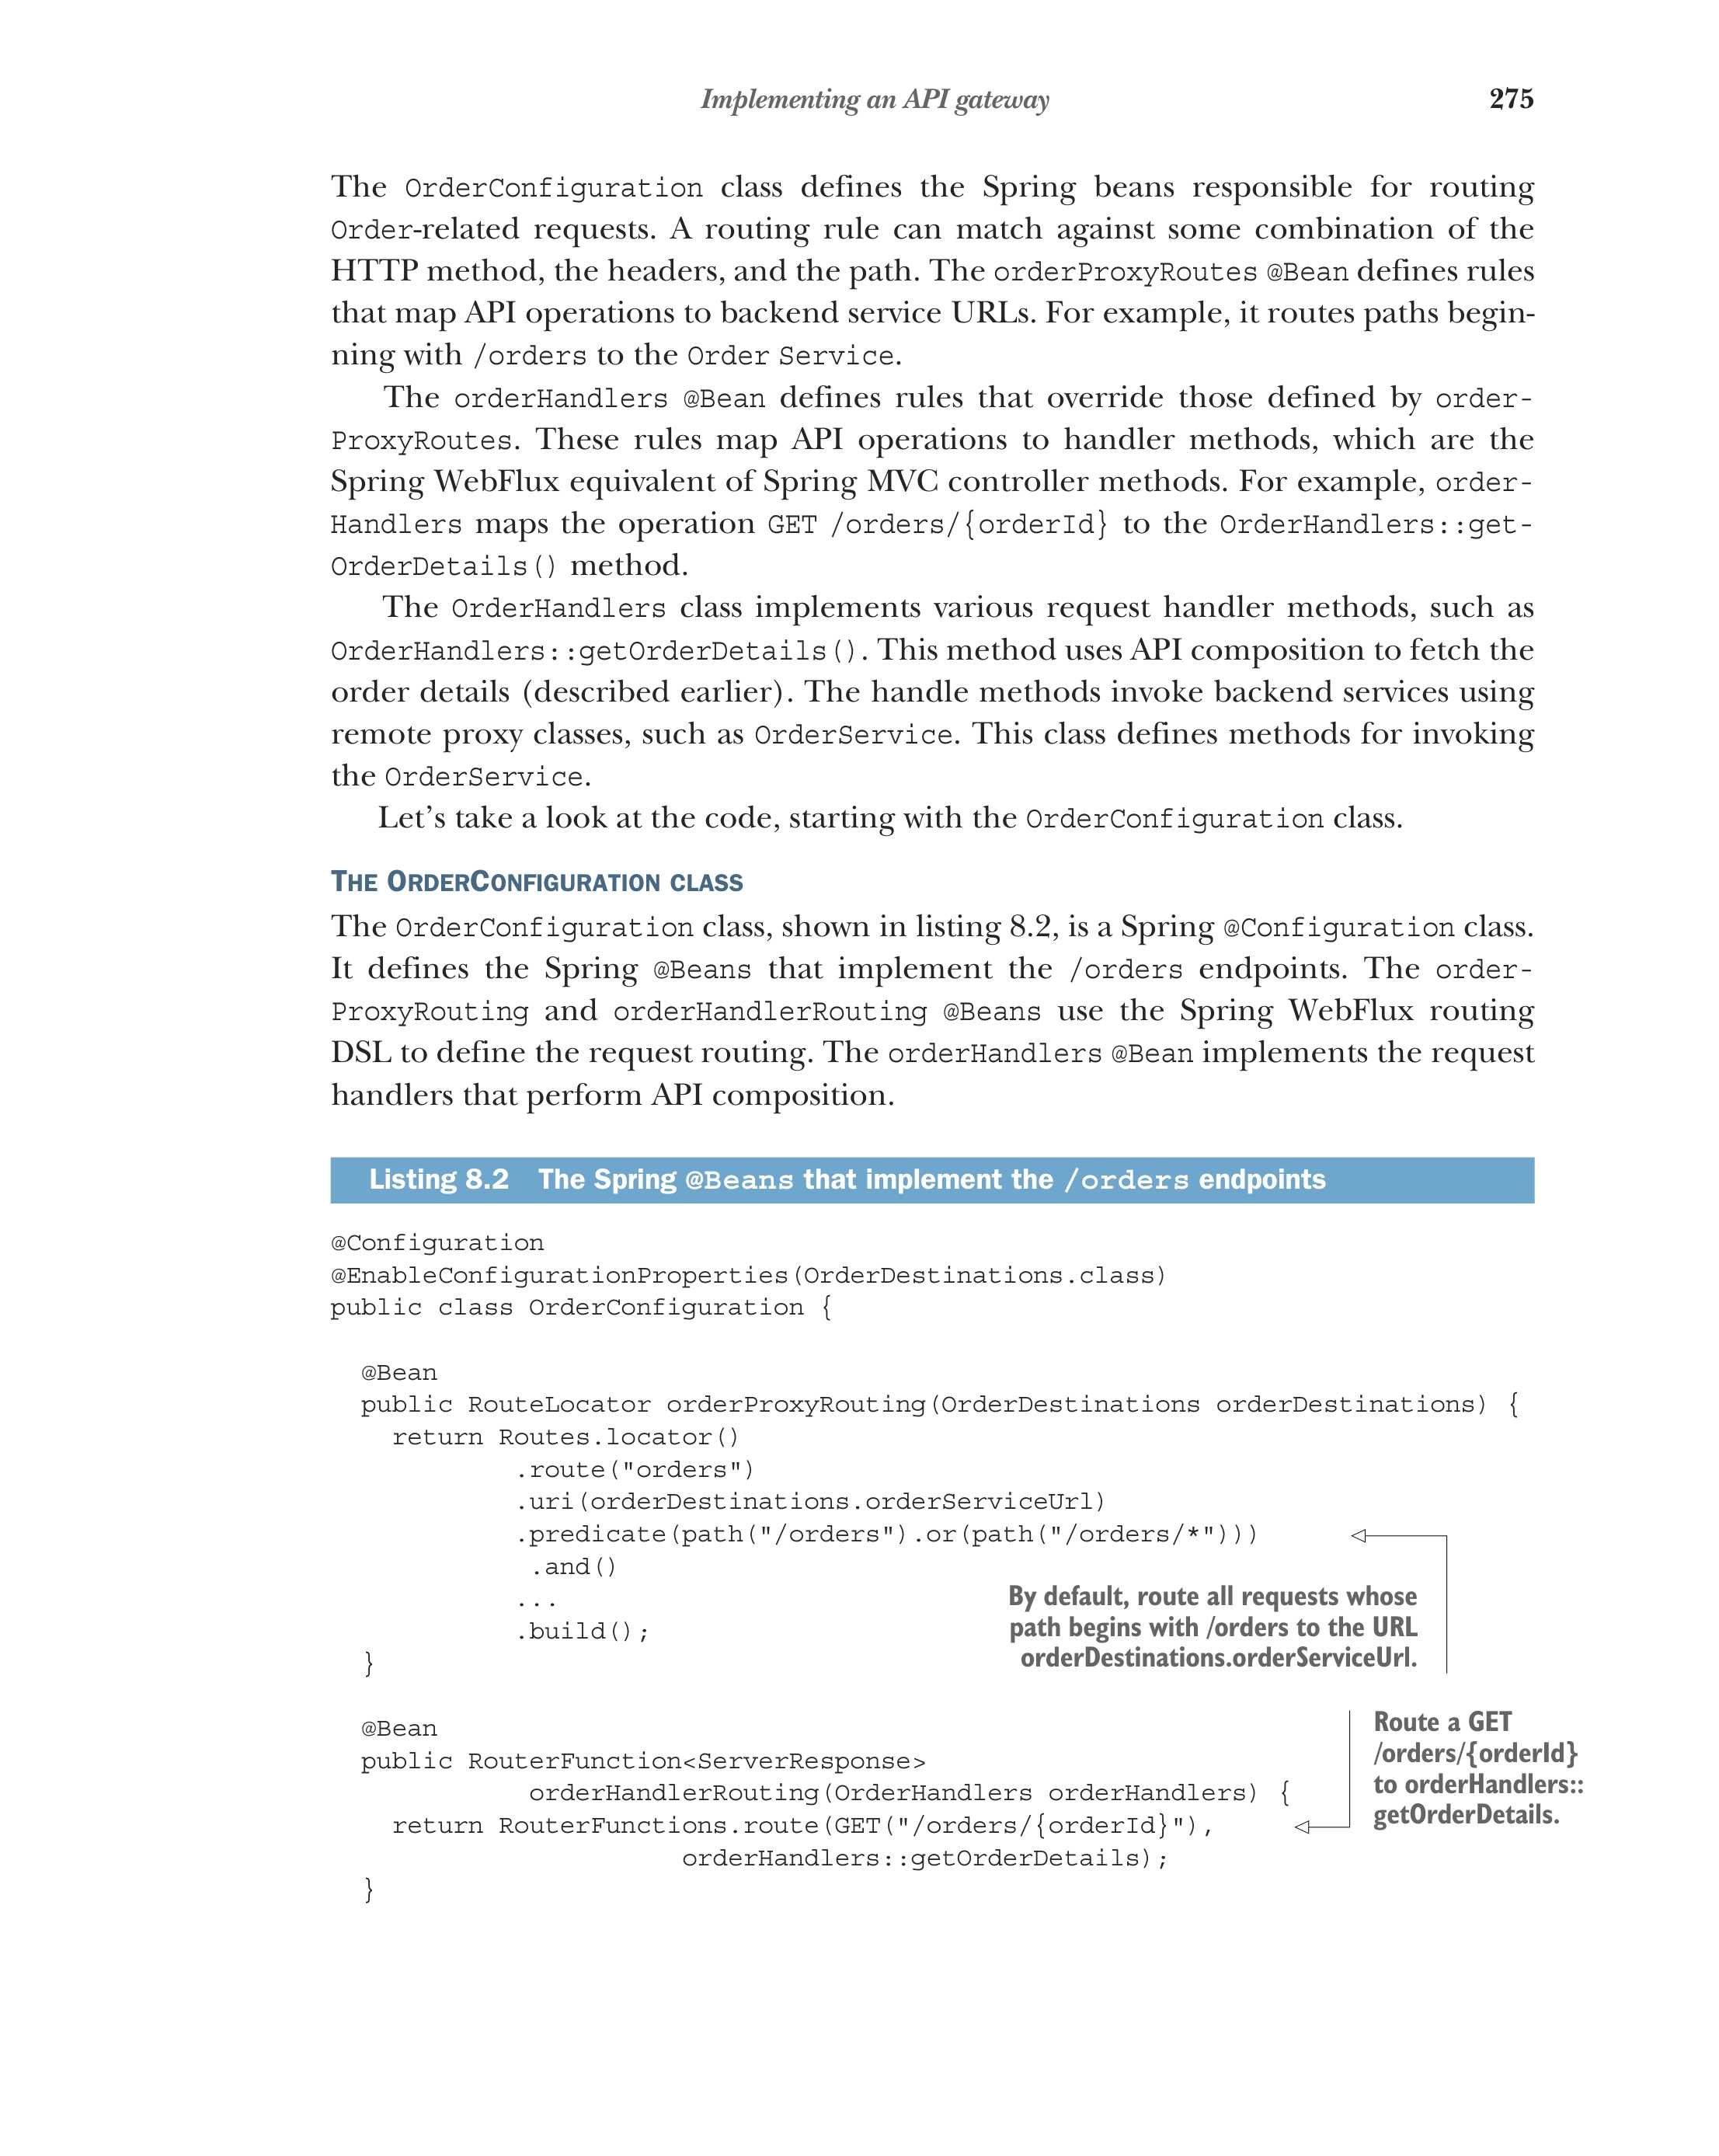 Implementing an API gateway 275
The OrderConfiguration class defines the Spring beans responsible for routing
Order-related requests. A routing rule can match against some combination of the
HTTP method, the headers, and the path. The orderProxyRoutes @Bean defines rules
that map API operations to backend service URLs. For example, it routes paths begin-
ning with /orders to the Order Service.
The orderHandlers @Bean defines rules that override those defined by order-
ProxyRoutes. These rules map API operations to handler methods, which are the
Spring WebFlux equivalent of Spring MVC controller methods. For example, order-
Handlers maps the operation GET /orders/{orderId} to the OrderHandlers::get-
OrderDetails() method.
The OrderHandlers class implements various request handler methods, such as
OrderHandlers::getOrderDetails(). This method uses API composition to fetch the
order details (described earlier). The handle methods invoke backend services using
remote proxy classes, such as OrderService. This class defines methods for invoking
the OrderService.
Let's take a look at the code, starting with the OrderConfiguration class.
THE ORDERCONFIGURATION CLASS
The OrderConfiguration class, shown in listing 8.2, is a Spring @Configuration class.
It defines the Spring @Beans that implement the /orders endpoints. The order-
ProxyRouting and orderHandlerRouting @Beans use the Spring WebFlux routing
DSL to define the request routing. The orderHandlers @Bean implements the request
handlers that perform API composition.
Listing 8.2 The Spring @Beans that implement the /orders endpoints
@Configuration
@EnableConfigurationProperties(OrderDestinations.class)
public class OrderConfiguration {
@Bean
public RouteLocator orderProxyRouting(OrderDestinations orderDestinations) {
return Routes.locator()
.route("orders")
.uri(orderDestinations.orderServiceUrl)
.predicate(path("/orders").or(path("/orders/*")))
.and()
...
.build();
}
By default, route all requests whose
path begins with /orders to the URL
orderDestinations.orderServiceUrl.
@Bean
public RouterFunction<ServerResponse>
orderHandlerRouting(OrderHandlers orderHandlers) {
return RouterFunctions.route(GET("/orders/{orderId}"),
orderHandlers::getOrderDetails);
}
Route a GET
/orders/{orderId}
to orderHandlers::
getOrderDetails.